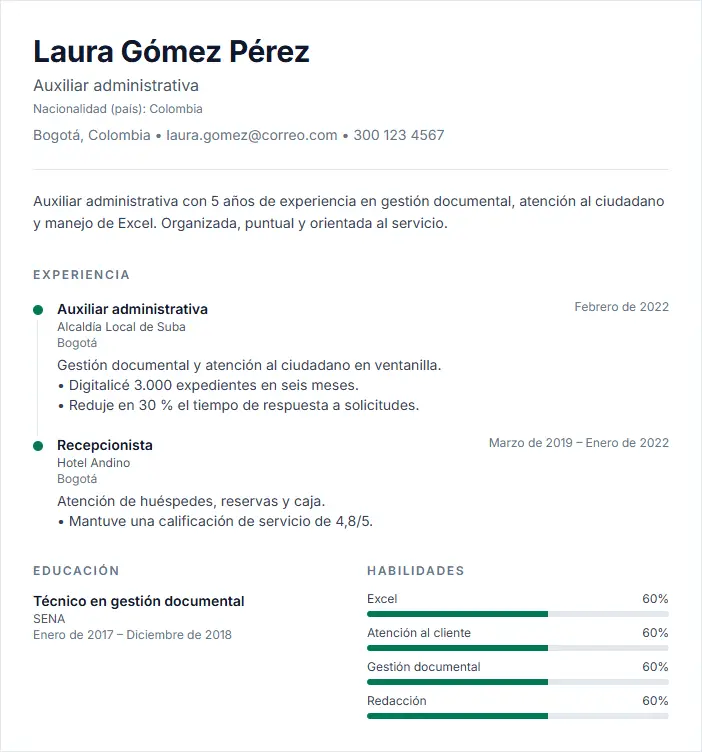 Laura Gómez Pérez
Auxiliar administrativa
Nacionalidad (país): Colombia
Bogotá, Colombia • laura.gomez@correo.com • 300 123 4567
Auxiliar administrativa con 5 años de experiencia en gestión documental, atención al ciudadano
y manejo de Excel. Organizada, puntual y orientada al servicio.
EXPERIENCIA
Auxiliar administrativa Febrero de 2022
Alcaldía Local de Suba
Bogotá
Gestión documental y atención al ciudadano en ventanilla.
• Digitalicé 3.000 expedientes en seis meses.
• Reduje en 30 % el tiempo de respuesta a solicitudes.
Recepcionista Marzo de 2019 – Enero de 2022
Hotel Andino
Bogotá
Atención de huéspedes, reservas y caja.
• Mantuve una calificación de servicio de 4,8/5.
EDUCACIÓN
Técnico en gestión documental
SENA
Enero de 2017 – Diciembre de 2018
HABILIDADES
Excel 60%
Atención al cliente 60%
Gestión documental 60%
Redacción 60%